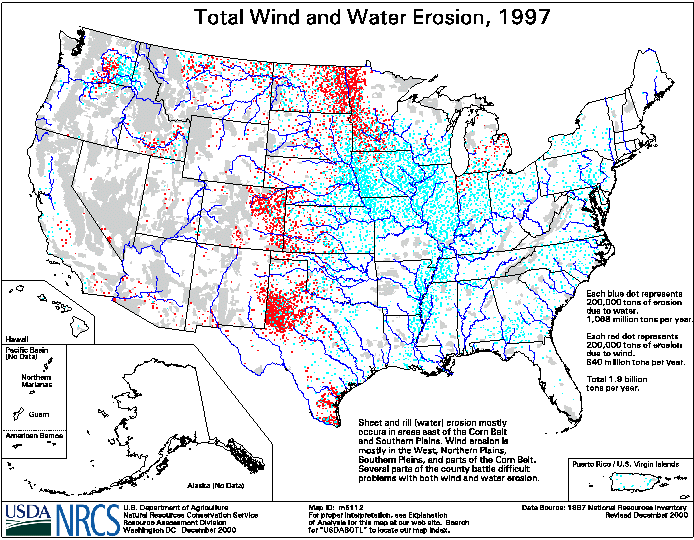 Total Wind and Water Erosion, 1997
Each blue dot represents
200,000 tons of erosion
due to water.
1,068 million tons per year.
Each red dot represents
200,000 tons of erosion
due to wind.
840 million tons per year.
Total 1.9 billion
tons per year.
Hawaii
Pacific Basin
(No Data)
Northern
Marianas
Guam
American Samoa
Alaska (No Data)
Sheet and rill (water) erosion mostly
occurs in areas east of the Corn Belt
and Southern Plains. Wind erosion is
mostly in the West, Northern Plains,
Southern Plains, and parts of the Corn Belt.
Several parts of the county battle difficult
problems with both wind and water erosion.
Puerto Rico / U.S. Virgin Islands
USDA NRCS
U.S. Department of Agriculture
Natural Resources Conservation Service
Resource Assessment Division
Washington DC December 2000
Map ID: m5112
For proper interpretation, see Explanation
of Analysis for this map at our web site. Search
for "USDABOTL" to locate our map index.
Data Source: 1997 National Resources Inventory
Revised December 2000